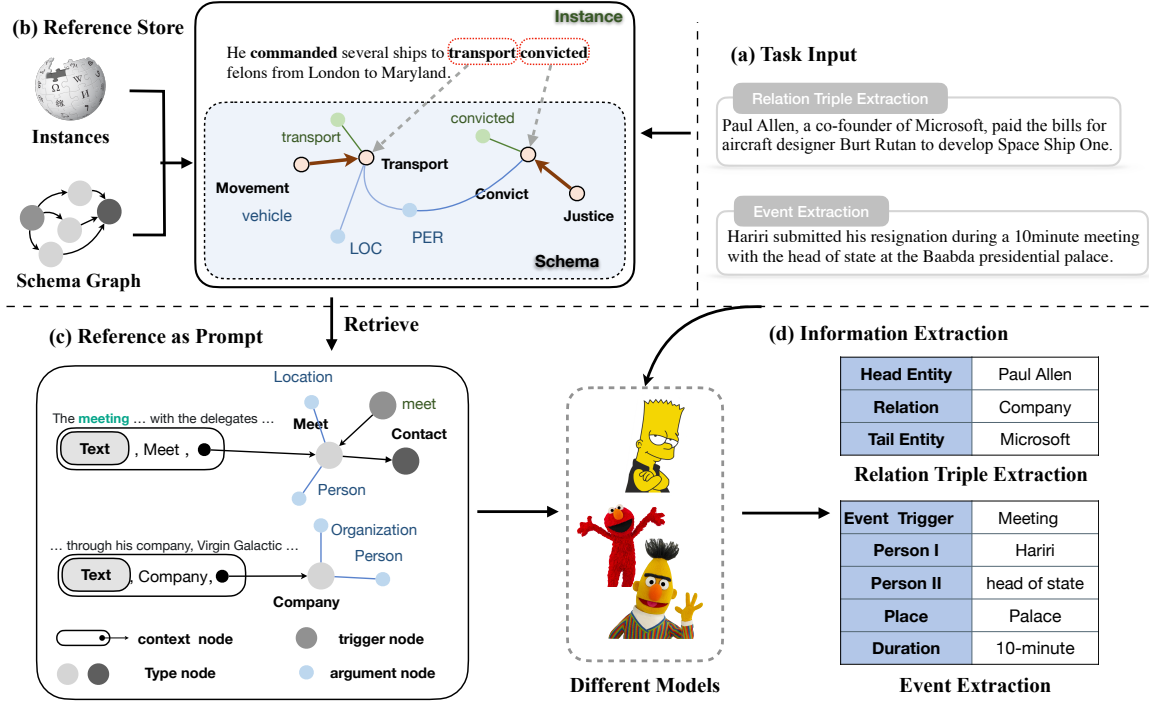 (b) Reference Store
Instances
Schema Graph
Instance
He commanded several ships to transport convicted
felons from London to Maryland.
transport
convicted
Transport
Movement
vehicle
Convict
Justice
LOC
PER
Schema
(a) Task Input
Relation Triple Extraction
Paul Allen, a co-founder of Microsoft, paid the bills for
aircraft designer Burt Rutan to develop Space Ship One.
Event Extraction
Hariri submitted his resignation during a 10minute meeting
with the head of state at the Baabda presidential palace.
Retrieve
(c) Reference as Prompt
Location
meet
Meet
Contact
The meeting ... with the delegates ...
Text , Meet ,
Person
Organization
Person
... through his company, Virgin Galactic ...
Text , Company,
Company
context node
trigger node
Type node
argument node
Different Models
(d) Information Extraction
Head Entity Paul Allen
Relation Company
Tail Entity Microsoft
Relation Triple Extraction
Event Trigger Meeting
Person I Hariri
Person II head of state
Place Palace
Duration 10-minute
Event Extraction